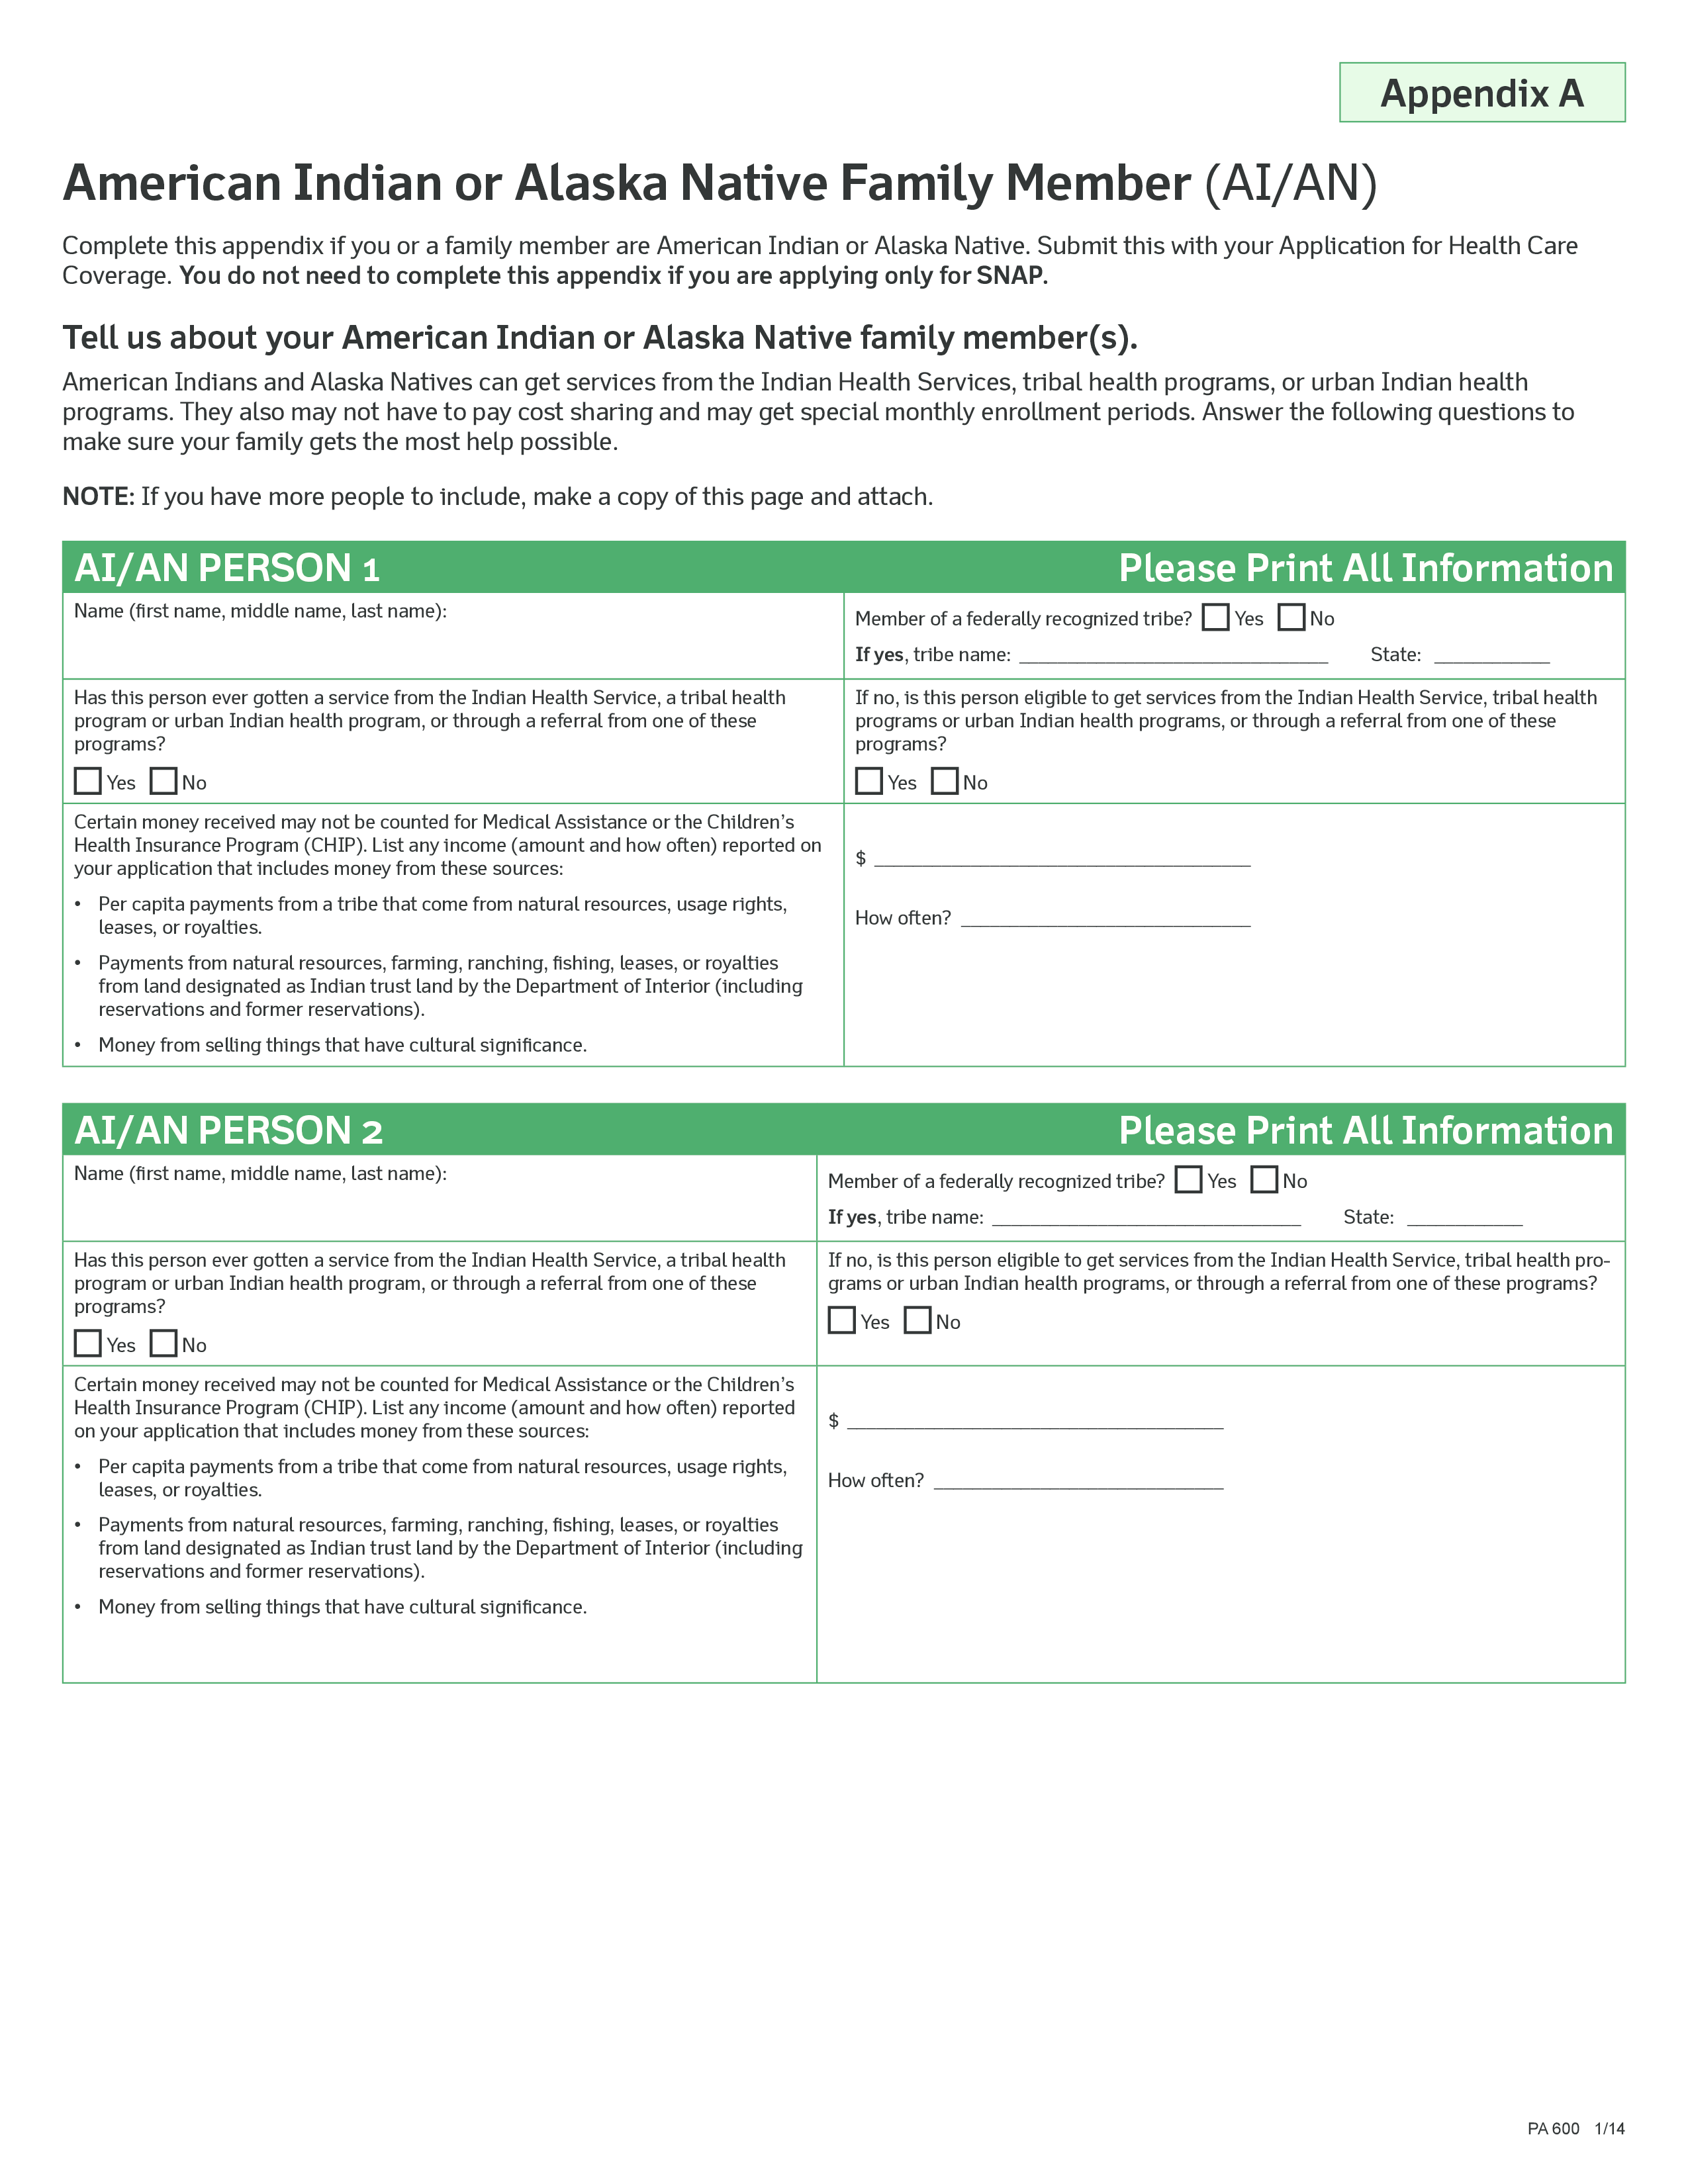 Appendix A
American Indian or Alaska Native Family Member (AI/AN)
Complete this appendix if you or a family member are American Indian or Alaska Native. Submit this with your Application for Health Care
Coverage. You do not need to complete this appendix if you are applying only for SNAP.
Tell us about your American Indian or Alaska Native family member(s).
American Indians and Alaska Natives can get services from the Indian Health Services, tribal health programs, or urban Indian health
programs. They also may not have to pay cost sharing and may get special monthly enrollment periods. Answer the following questions to
make sure your family gets the most help possible.
NOTE: If you have more people to include, make a copy of this page and attach.
AI/AN PERSON 1 Please Print All Information
Name (first name, middle name, last name):
Member of a federally recognized tribe? Yes No
If yes, tribe name: ________________________________ State: ____________
Has this person ever gotten a service from the Indian Health Service, a tribal health
program or urban Indian health program, or through a referral from one of these
programs?
Yes No
If no, is this person eligible to get services from the Indian Health Service, tribal health
programs or urban Indian health programs, or through a referral from one of these
programs?
Yes No
Certain money received may not be counted for Medical Assistance or the Children’s
Health Insurance Program (CHIP). List any income (amount and how often) reported on
your application that includes money from these sources:
• Per capita payments from a tribe that come from natural resources, usage rights,
leases, or royalties.
• Payments from natural resources, farming, ranching, fishing, leases, or royalties
from land designated as Indian trust land by the Department of Interior (including
reservations and former reservations).
• Money from selling things that have cultural significance.
$ _______________________________________
How often? ______________________________
AI/AN PERSON 2 Please Print All Information
Name (first name, middle name, last name):
Member of a federally recognized tribe? Yes No
If yes, tribe name: ________________________________ State: ____________
Has this person ever gotten a service from the Indian Health Service, a tribal health
program or urban Indian health program, or through a referral from one of these
programs?
Yes No
If no, is this person eligible to get services from the Indian Health Service, tribal health pro-
grams or urban Indian health programs, or through a referral from one of these programs?
Yes No
Certain money received may not be counted for Medical Assistance or the Children’s
Health Insurance Program (CHIP). List any income (amount and how often) reported
on your application that includes money from these sources:
• Per capita payments from a tribe that come from natural resources, usage rights,
leases, or royalties.
• Payments from natural resources, farming, ranching, fishing, leases, or royalties
from land designated as Indian trust land by the Department of Interior (including
reservations and former reservations).
• Money from selling things that have cultural significance.
$ _______________________________________
How often? ______________________________
PA 600 1/14